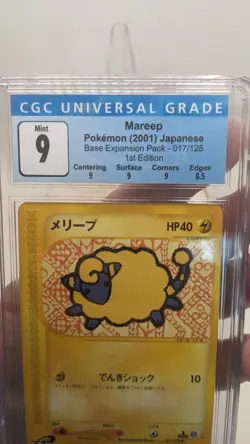 CGC UNIVERSAL GRADE
Mint
9
Mareep
Pokémon (2001) Japanese
Base Expansion Pack - 017/128
1st Edition
Centering Surface Corners Edges
9 9 9 8.5
メリープ HP40
でんきショック 10